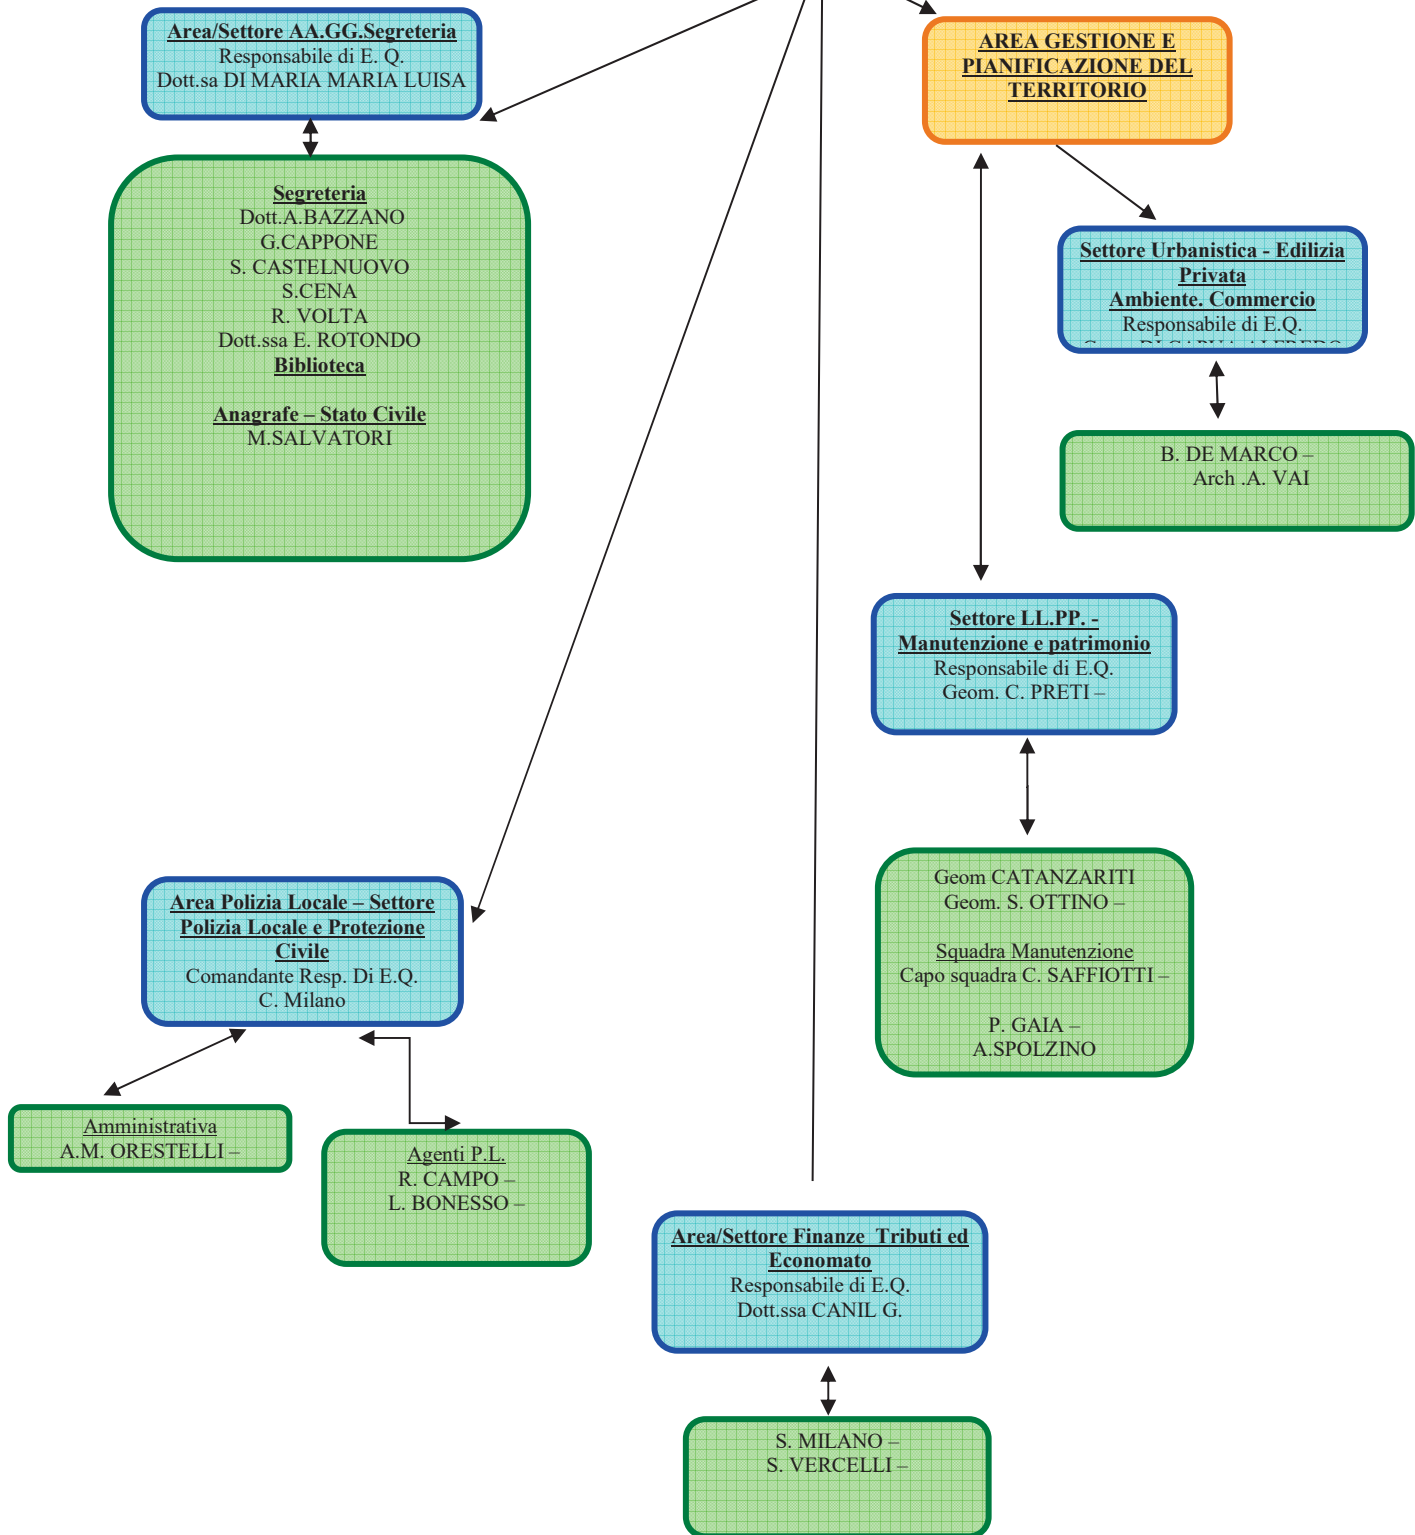 Area/Settore AA.GG.Segreteria
Responsabile di E. Q.
Dott.sa DI MARIA MARIA LUISA
Segreteria
Dott.A.BAZZANO
G.CAPPONE
S. CASTELNUOVO
S.CENA
R. VOLTA
Dott.ssa E. ROTONDO
Biblioteca
Anagrafe – Stato Civile
M.SALVATORI
AREA GESTIONE E
PIANIFICAZIONE DEL
TERRITORIO
Settore Urbanistica - Edilizia
Privata
Ambiente. Commercio
Responsabile di E.Q.
B. DE MARCO –
Arch .A. VAI
Settore LL.PP. -
Manutenzione e patrimonio
Responsabile di E.Q.
Geom. C. PRETI –
Geom CATANZARITI
Geom. S. OTTINO –
Squadra Manutenzione
Capo squadra C. SAFFIOTTI –
P. GAIA –
A.SPOLZINO
Area Polizia Locale – Settore
Polizia Locale e Protezione
Civile
Comandante Resp. Di E.Q.
C. Milano
Amministrativa
A.M. ORESTELLI –
Agenti P.L.
R. CAMPO –
L. BONESSO –
Area/Settore Finanze  Tributi ed
Economato
Responsabile di E.Q.
Dott.ssa CANIL G.
S. MILANO –
S. VERCELLI –